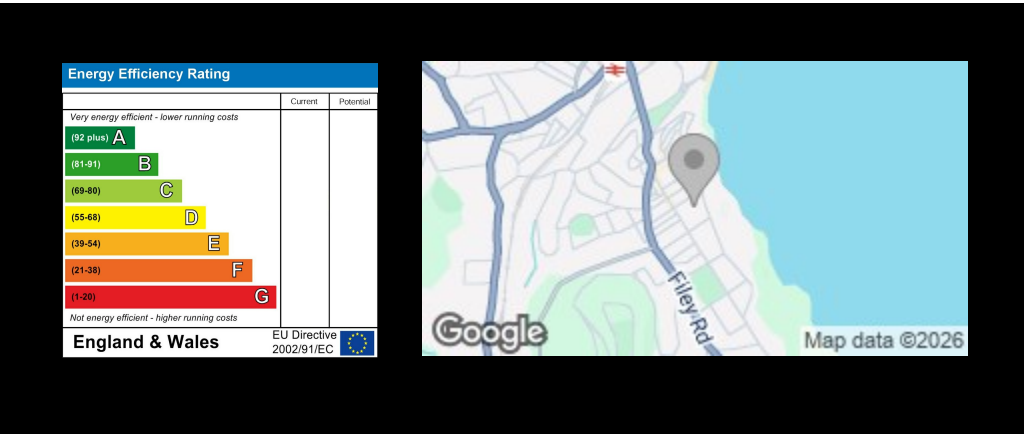 Energy Efficiency Rating
Current Potential
Very energy efficient - lower running costs
(92 plus) A
(81-91) B
(69-80) C
(55-68) D
(39-54) E
(21-38) F
(1-20) G
Not energy efficient - higher running costs
England & Wales
EU Directive
2002/91/EC
Filey Rd
Google
Map data ©2026